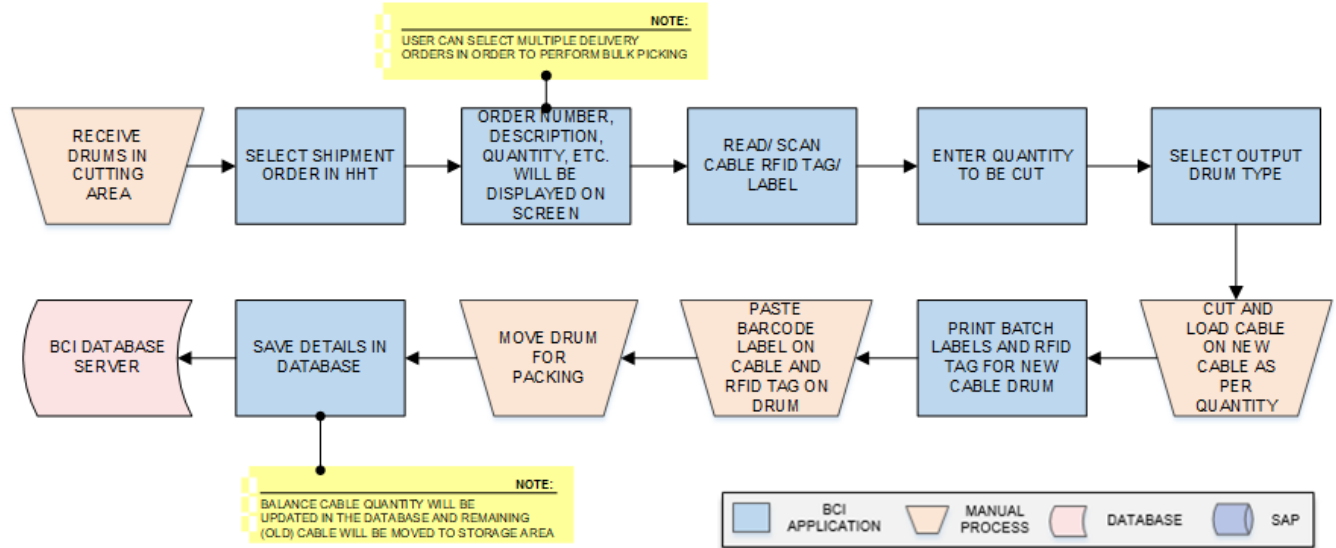 NOTE:
USER CAN SELECT MULTIPLE DELIVERY
ORDERS IN ORDER TO PERFORM BULK PICKING
RECEIVE
DRUMS IN
CUTTING
AREA
SELECT SHIPMENT
ORDER IN HHT
ORDER NUMBER,
DESCRIPTION,
QUANTITY, ETC.
WILL BE
DISPLAYED ON
SCREEN
READ/ SCAN
CABLE RFID TAG/
LABEL
ENTER QUANTITY
TO BE CUT
SELECT OUTPUT
DRUM TYPE
CUT AND
LOAD CABLE
ON NEW
CABLE AS
PER
QUANTITY
PRINT BATCH
LABELS AND RFID
TAG FOR NEW
CABLE DRUM
PASTE
BARCODE
LABEL ON
CABLE AND
RFID TAG ON
DRUM
MOVE DRUM
FOR
PACKING
SAVE DETAILS IN
DATABASE
BCI DATABASE
SERVER
NOTE:
BALANCE CABLE QUANTITY WILL BE
UPDATED IN THE DATABASE AND REMAINING
(OLD) CABLE WILL BE MOVED TO STORAGE AREA
BCI
APPLICATION
MANUAL
PROCESS
DATABASE
SAP